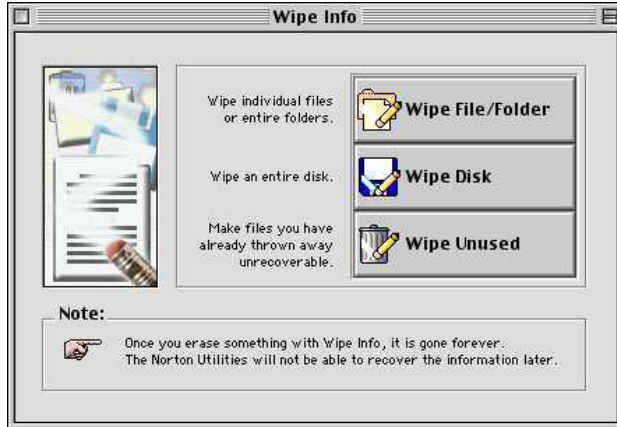 Wipe Info
Wipe individual files
or entire folders.
Wipe File/Folder
Wipe an entire disk.
Wipe Disk
Make files you have
already thrown away
unrecoverable.
Wipe Unused
Note:
Once you erase something with Wipe Info, it is gone forever.
The Norton Utilities will not be able to recover the information later.